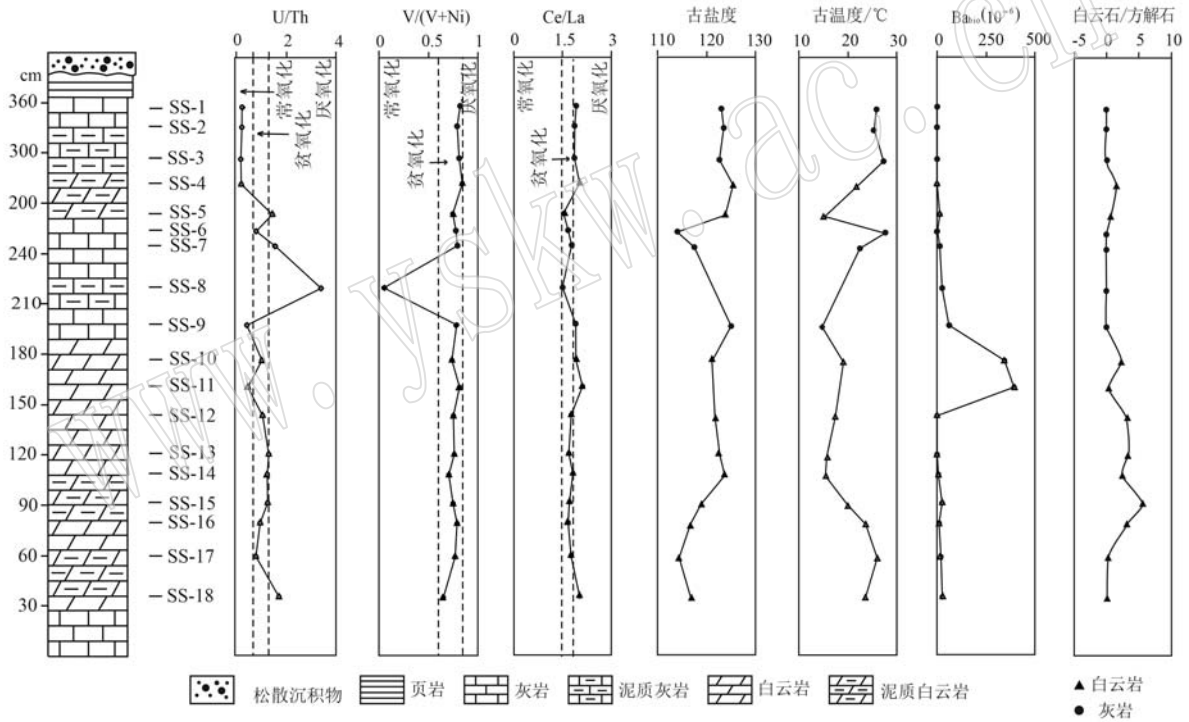 U/Th
V/(V+Ni)
Ce/La
古盐度
古温度/℃
Ba_bio(10⁻⁶)
白云石/方解石
0 2 4
0 0.5 1
0 1.5 3
110 120 130
10 20 30
0 250 500
-5 0 5 10
cm
360
300
200
240
210
180
150
120
90
60
30
SS-1
SS-2
SS-3
SS-4
SS-5
SS-6
SS-7
SS-8
SS-9
SS-10
SS-11
SS-12
SS-13
SS-14
SS-15
SS-16
SS-17
SS-18
常氧化
贫氧化
厌氧化
常氧化
贫氧化
厌氧化
常氧化
贫氧化
厌氧化
松散沉积物
页岩
灰岩
泥质灰岩
白云岩
泥质白云岩
白云岩
灰岩
www.yskw.ac.cn